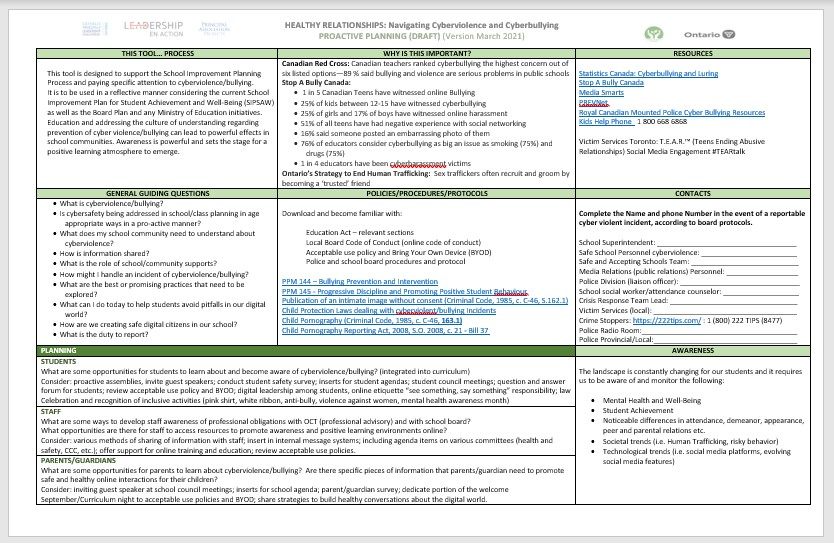 LEADERSHIP
EN ACTION
HEALTHY RELATIONSHIPS: Navigating Cyberviolence and Cyberbullying
PROACTIVE PLANNING (DRAFT) (Version March 2021)
Ontario
THIS TOOL... PROCESS
This tool is designed to support the School Improvement Planning
Process and paying specific attention to cyberviolence/bullying.
It is to be used in a reflective manner considering the current School
Improvement Plan for Student Achievement and Well-Being (SIPSAW)
as well as the Board Plan and any Ministry of Education initiatives.
Education and addressing the culture of understanding regarding
prevention of cyber violence/bullying can lead to powerful effects in
school communities. Awareness is powerful and sets the stage for a
positive learning atmosphere to emerge.
WHY IS THIS IMPORTANT?
Canadian Red Cross: Canadian teachers ranked cyberbullying the highest concern out of
six listed options—89 % said bullying and violence are serious problems in public schools
Stop A Bully Canada:
• 1 in 5 Canadian Teens have witnessed online Bullying
• 25% of kids between 12-15 have witnessed cyberbullying
• 25% of girls and 17% of boys have witnessed online harassment
• 51% of all teens have had negative experience with social networking
• 16% said someone posted an embarrassing photo of them
• 76% of educators consider cyberbullying as big an issue as smoking (75%) and
drugs (75%)
• 1 in 4 educators have been cyberharassment victims
Ontario's Strategy to End Human Trafficking: Sex traffickers often recruit and groom by
becoming a 'trusted' friend
RESOURCES
Statistics Canada: Cyberbullying and Luring
Stop A Bully Canada
Media Smarts
PREVNet
Royal Canadian Mounted Police Cyber Bullying Resources
Kids Help Phone 1 800 668 6868
Victim Services Toronto: T.E.A.R.™ (Teens Ending Abusive
Relationships) Social Media Engagement #TEARtalk
GENERAL GUIDING QUESTIONS
• What is cyberviolence/bullying?
• Is cybersafety being addressed in school/class planning in age
appropriate ways in a pro-active manner?
• What does my school community need to understand about
cyberviolence?
• How is information shared?
• What is the role of school/community supports?
• How might I handle an incident of cyberviolence/bullying?
• What are the best or promising practices that need to be
explored?
• What can I do today to help students avoid pitfalls in our digital
world?
• How are we creating safe digital citizens in our school?
• What is the duty to report?
POLICIES/PROCEDURES/PROTOCOLS
Download and become familiar with:
Education Act – relevant sections
Local Board Code of Conduct (online code of conduct)
Acceptable use policy and Bring Your Own Device (BYOD)
Police and school board procedures and protocol
PPM 144 – Bullying Prevention and Intervention
PPM 145 - Progressive Discipline and Promoting Positive Student Behaviour
Publication of an intimate image without consent (Criminal Code, 1985, c. C-46, S.162.1)
Child Protection Laws dealing with cyberviolent/bullying Incidents
Child Pornography (Criminal Code, 1985, c. C-46, 163.1)
Child Pornography Reporting Act, 2008, S.O. 2008, c. 21 - Bill 37
CONTACTS
Complete the Name and phone Number in the event of a reportable
cyber violent incident, according to board protocols.
School Superintendent:
Safe School Personnel cyberviolence:
Safe and Accepting Schools Team:
Media Relations (public relations) Personnel:
Police Division (liaison officer):
School social worker/attendance counselor:
Crisis Response Team Lead:
Victim Services (local):
Crime Stoppers: https://222tips.com/ : 1 (800) 222 TIPS (8477)
Police Radio Room:
Police Provincial/Local:
PLANNING
STUDENTS
What are some opportunities for students to learn about and become aware of cyberviolence/bullying? (integrated into curriculum)
Consider: proactive assemblies, invite guest speakers; conduct student safety survey; inserts for student agendas; student council meetings; question and answer
forum for students; review acceptable use policy and BYOD; digital leadership among students, online etiquette "see something, say something" responsibility; law
Celebration and recognition of inclusive activities (pink shirt, white ribbon, anti-bully, violence against women, mental health awareness month)
STAFF
What are some ways to develop staff awareness of professional obligations with OCT (professional advisory) and with school board?
What opportunities are there for staff to access resources to promote awareness and positive learning environments online?
Consider: various methods of sharing of information with staff; insert in internal message systems; including agenda items on various committees (health and
safety, CCC, etc.); offer support for online training and education; review acceptable use policies.
PARENTS/GUARDIANS
What are some opportunities for parents to learn about cyberviolence/bullying? Are there specific pieces of information that parents/guardian need to promote
safe and healthy online interactions for their children?
Consider: inviting guest speaker at school council meetings; inserts for school agenda; parent/guardian survey; dedicate portion of the welcome
September/Curriculum night to acceptable use policies and BYOD; share strategies to build healthy conversations about the digital world.
AWARENESS
The landscape is constantly changing for our students and it requires
us to be aware of and monitor the following:
• Mental Health and Well-Being
• Student Achievement
• Noticeable differences in attendance, demeanor, appearance,
peer and parental relations etc.
• Societal trends (i.e. Human Trafficking, risky behavior)
• Technological trends (i.e. social media platforms, evolving
social media features)